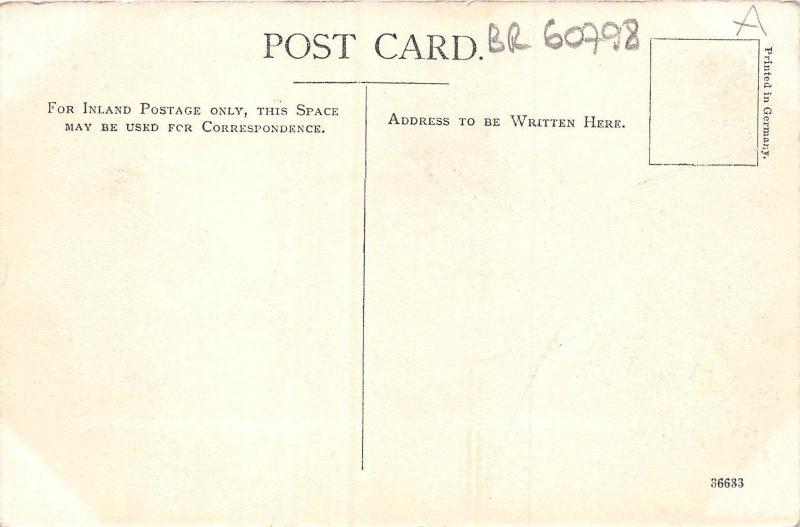 POST CARD.
BR 60798
A
Printed in Germany.
FOR INLAND POSTAGE ONLY, THIS SPACE
MAY BE USED FOR CORRESPONDENCE.
ADDRESS TO BE WRITTEN HERE.
36633